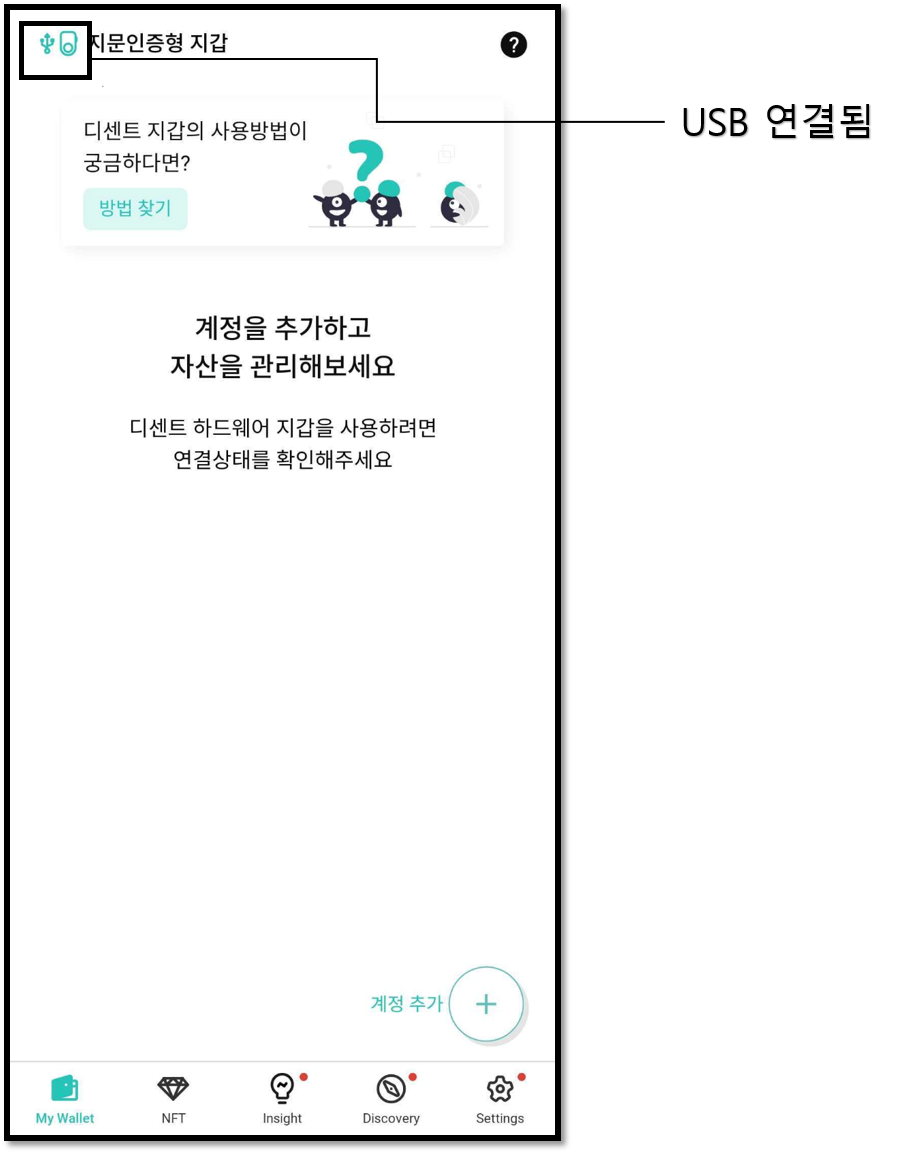 지문인증형 지갑
?
USB 연결됨
디센트 지갑의 사용방법이
궁금하다면?
방법 찾기
?
계정을 추가하고
자산을 관리해보세요
디센트 하드웨어 지갑을 사용하려면
연결상태를 확인해주세요
계정 추가
My Wallet
NFT
Insight
Discovery
Settings